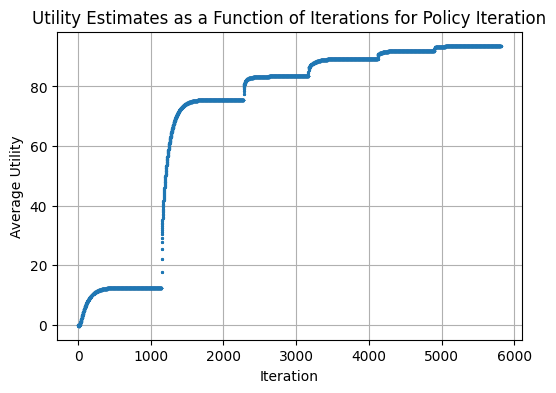 Utility Estimates as a Function of Iterations for Policy Iteration
80
60
40
20
0
Average Utility
0 1000 2000 3000 4000 5000 6000
Iteration